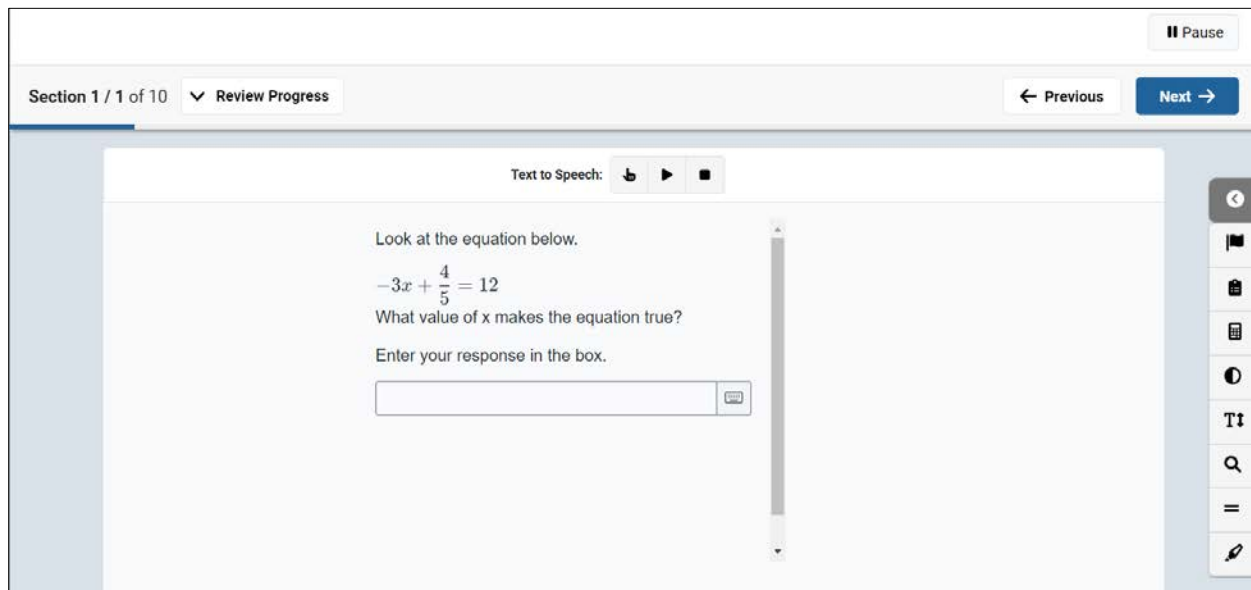 Pause
Section 1 / 1 of 10 Review Progress Previous Next
Text to Speech:
Look at the equation below.
−3x + 4/5 = 12
What value of x makes the equation true?
Enter your response in the box.
T